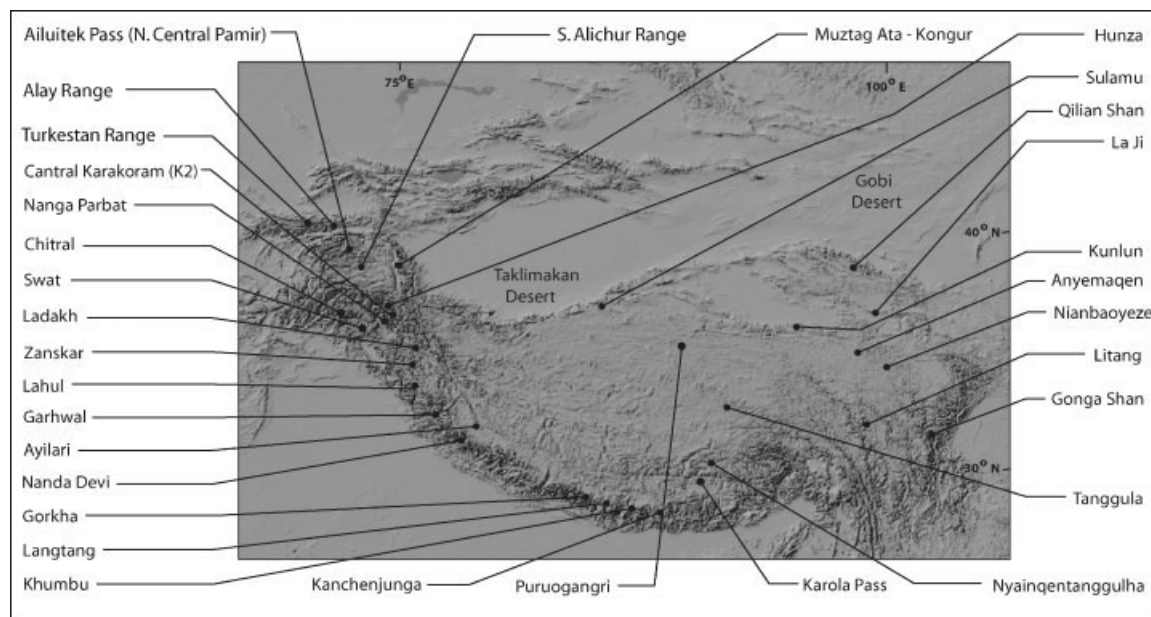 Ailuitek Pass (N. Central Pamir)
S. Alichur Range
Muztag Ata - Kongur
Hunza
Alay Range
75°E
100°E
Sulamu
Turkestan Range
Qilian Shan
Cantral Karakoram (K2)
La Ji
Nanga Parbat
Gobi
Desert
Chitral
40° N
Kunlun
Swat
Taklimakan
Desert
Anyemaqen
Ladakh
Nianbaoyeze
Zanskar
Litang
Lahul
Gonga Shan
Garhwal
Ayilari
30° N
Nanda Devi
Tanggula
Gorkha
Langtang
Khumbu
Kanchenjunga
Puruogangri
Karola Pass
Nyainqentanggulha